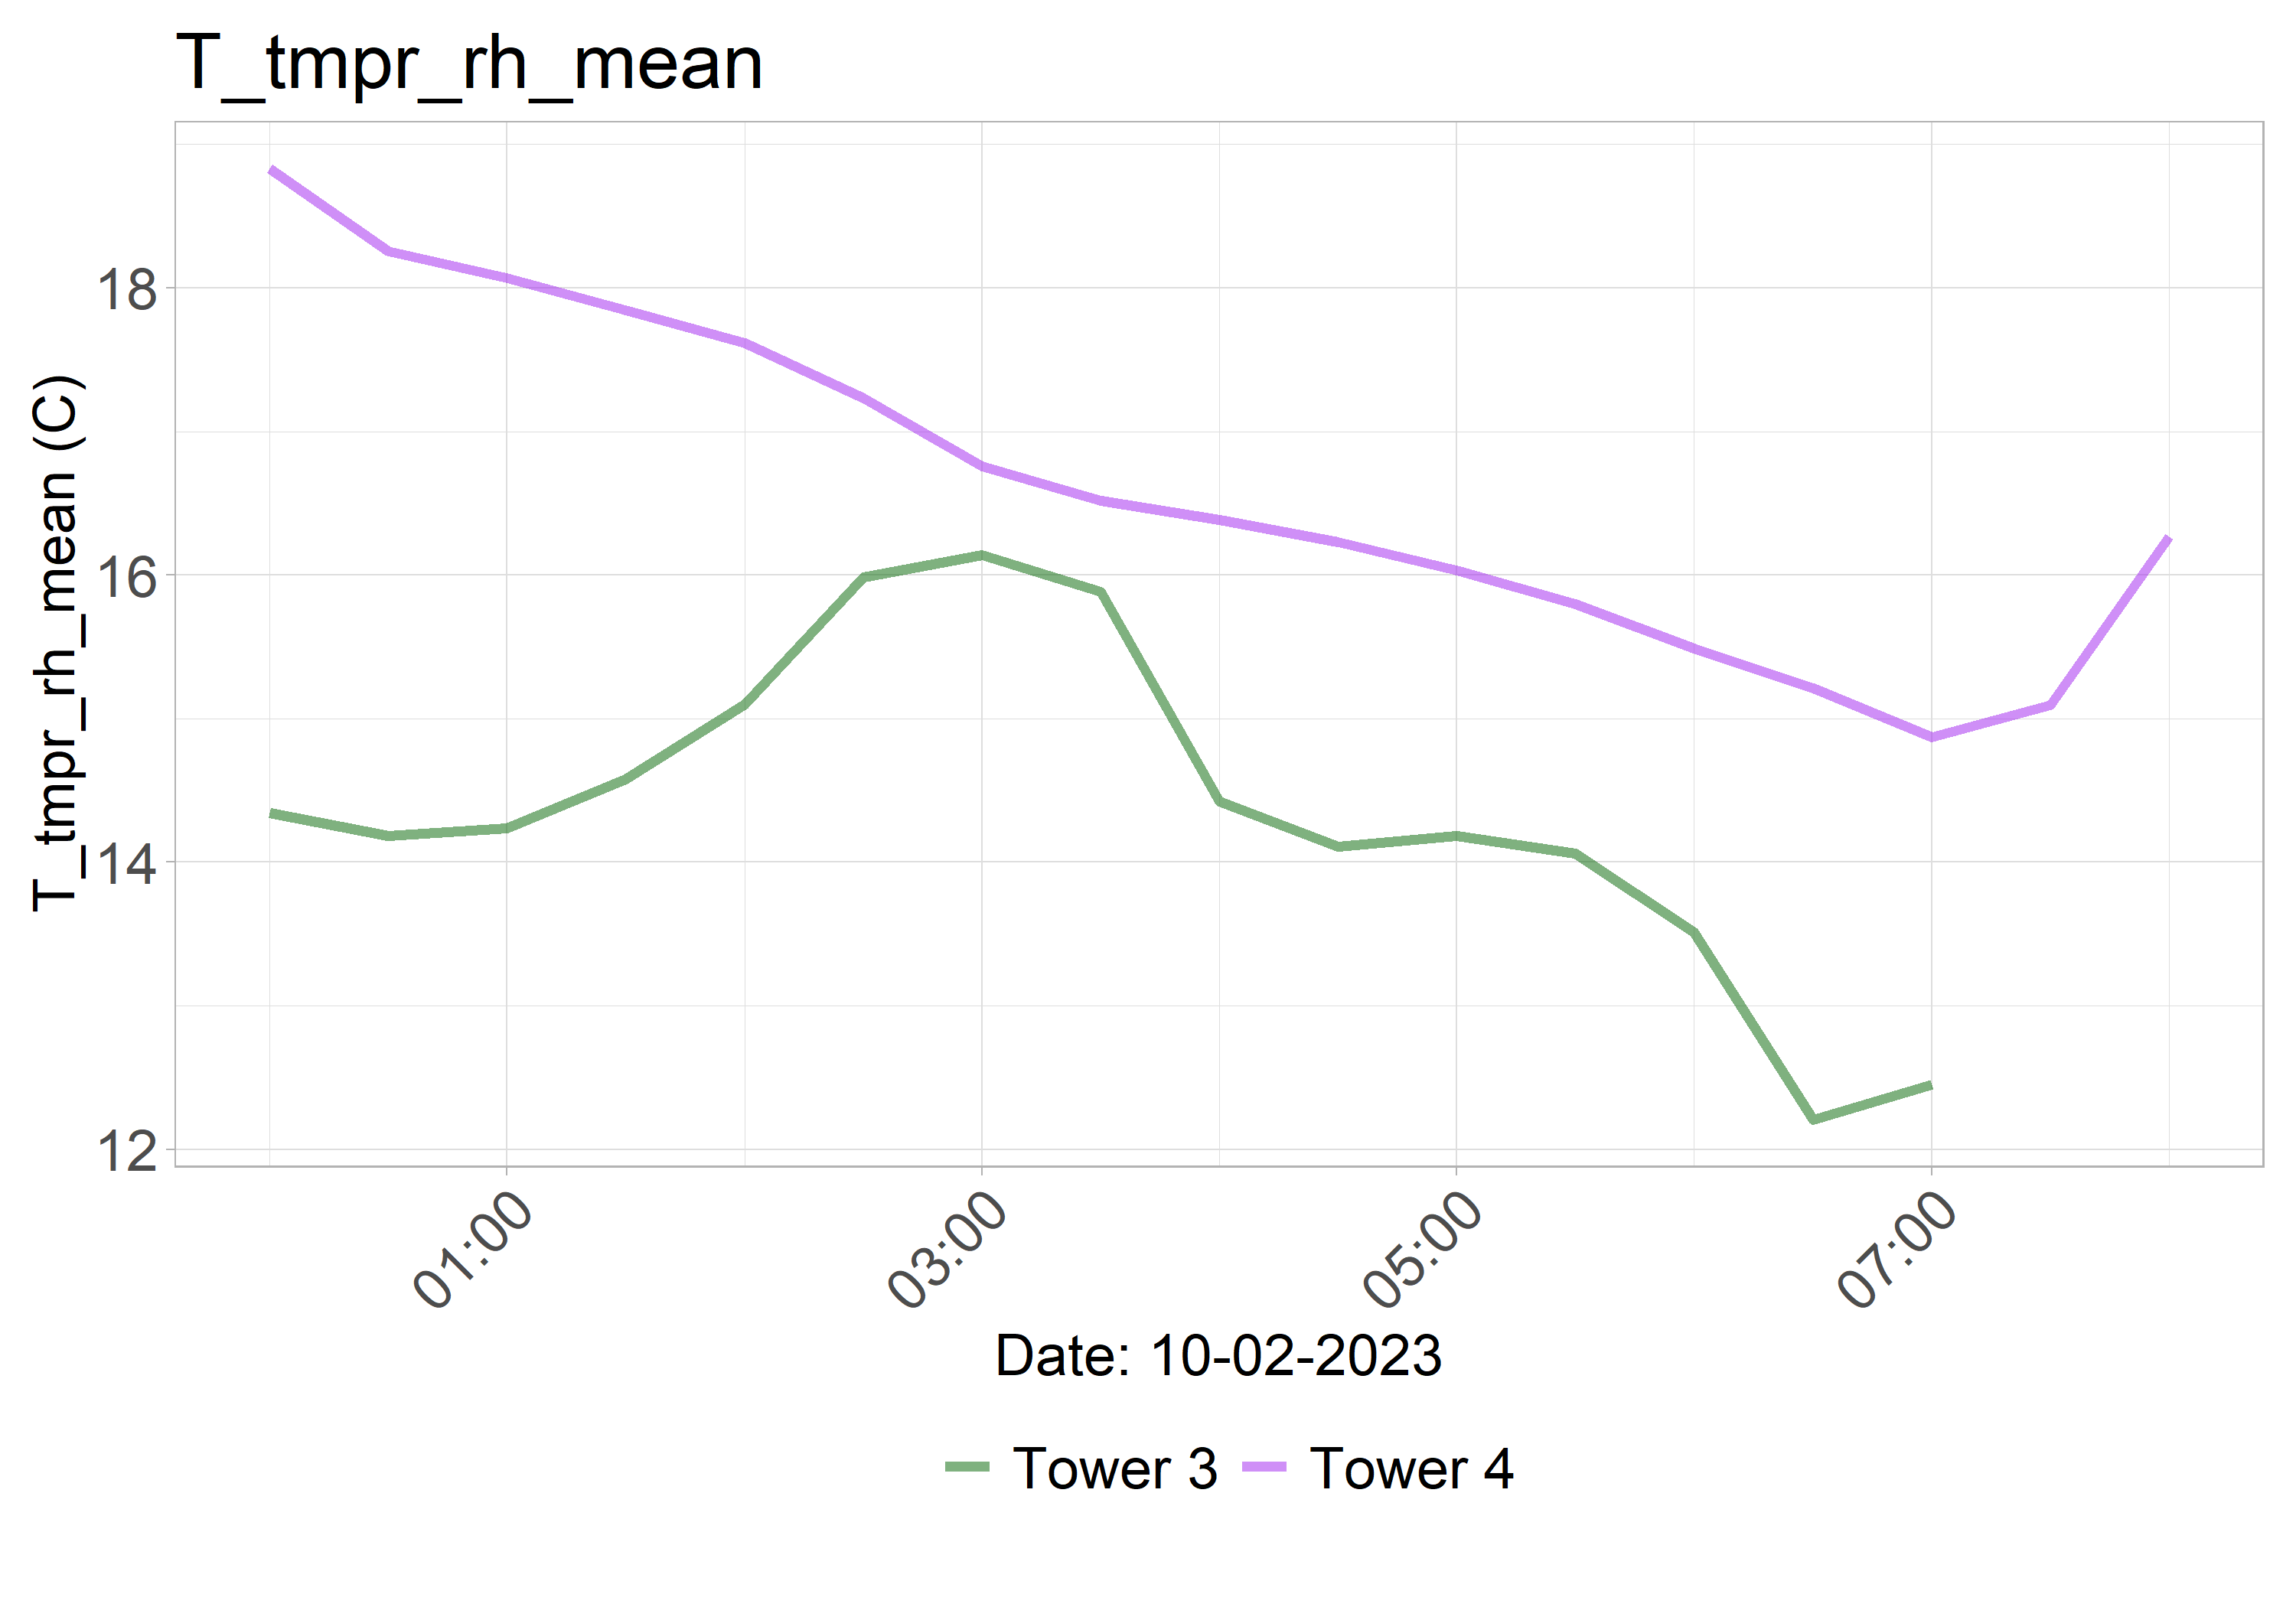 T_tmpr_rh_mean
T_tmpr_rh_mean (C)
18
16
14
12
01:00
03:00
05:00
07:00
Date: 10-02-2023
Tower 3
Tower 4